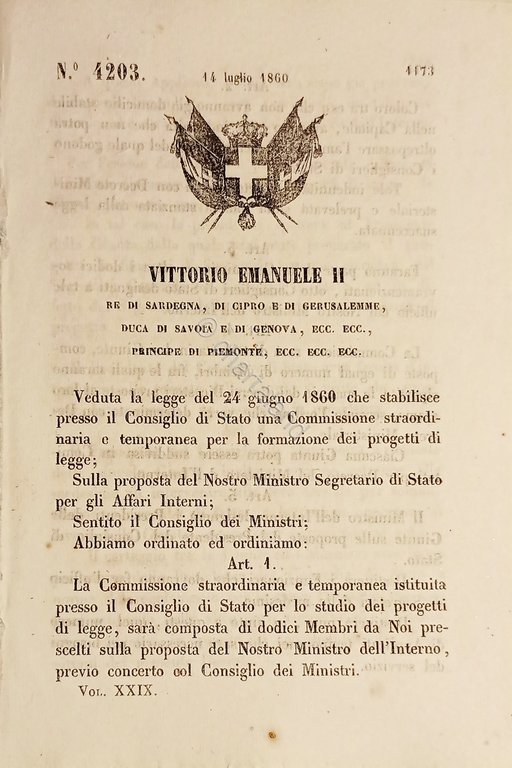 N.º 4203.
14 luglio 1860
1173
VITTORIO EMANUELE II
RE DI SARDEGNA, DI CIPRO E DI GERUSALEMME,
DUCA DI SAVOIA E DI GENOVA, ECC. ECC.,
PRINCIPE DI PIEMONTE, ECC. ECC. ECC.
Veduta la legge del 24 giugno 1860 che stabilisce
presso il Consiglio di Stato una Commissione straordi-
naria e temporanea per la formazione dei progetti di
legge;
Sulla proposta del Nostro Ministro Segretario di Stato
per gli Affari Interni;
Sentito il Consiglio dei Ministri;
Abbiamo ordinato ed ordiniamo:
Art. 1.
La Commissione straordinaria e temporanea istituita
presso il Consiglio di Stato per lo studio dei progetti
di legge, sarà composta di dodici Membri da Noi pre-
scelti sulla proposta del Nostro Ministro dell'Interno,
previo concerto col Consiglio dei Ministri.
VOL. XXIX.